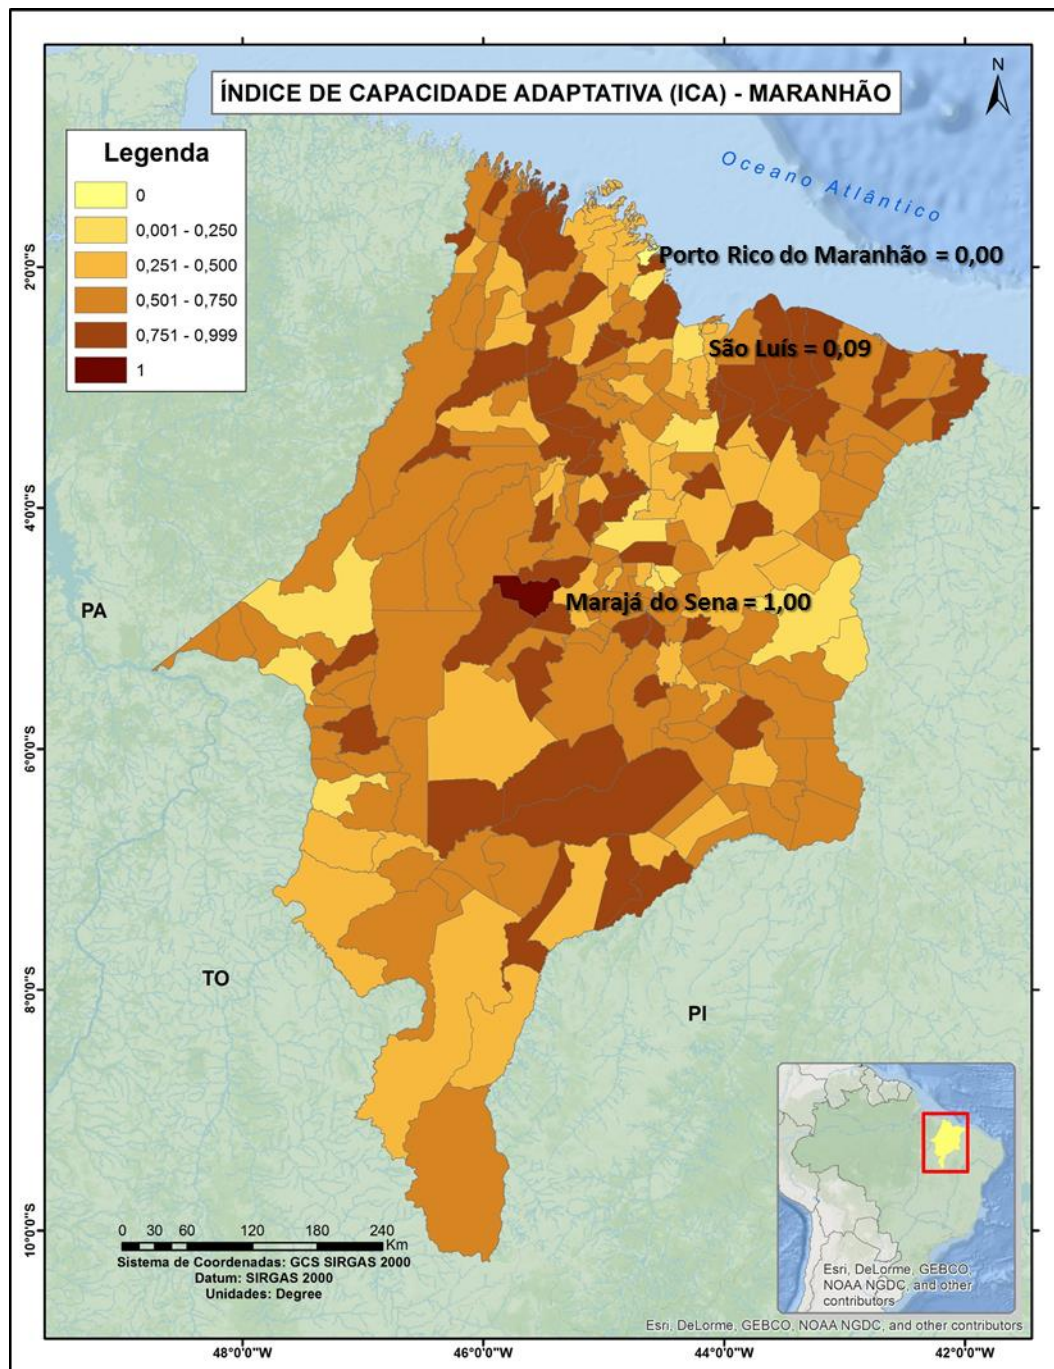 ÍNDICE DE CAPACIDADE ADAPTATIVA (ICA) - MARANHÃO
N
Legenda
0
0,001 - 0,250
0,251 - 0,500
0,501 - 0,750
0,751 - 0,999
1
Oceano Atlântico
Porto Rico do Maranhão = 0,00
São Luís = 0,09
Marajá do Sena = 1,00
PA
TO
PI
2°0'0"S
4°0'0"S
6°0'0"S
8°0'0"S
10°0'0"S
0 30 60 120 180 240
Km
Sistema de Coordenadas: GCS SIRGAS 2000
Datum: SIRGAS 2000
Unidades: Degree
Esri, DeLorme, GEBCO,
NOAA NGDC, and other
contributors
Esri, DeLorme, GEBCO, NOAA NGDC, and other contributors
48°0'0"W 46°0'0"W 44°0'0"W 42°0'0"W